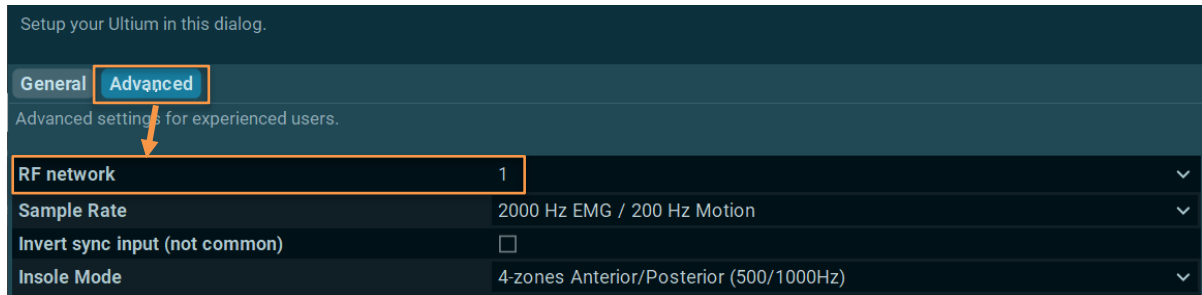 Setup your Ultium in this dialog.
General Advanced
Advanced settings for experienced users.
RF network 1
Sample Rate 2000 Hz EMG / 200 Hz Motion
Invert sync input (not common)
Insole Mode 4-zones Anterior/Posterior (500/1000Hz)